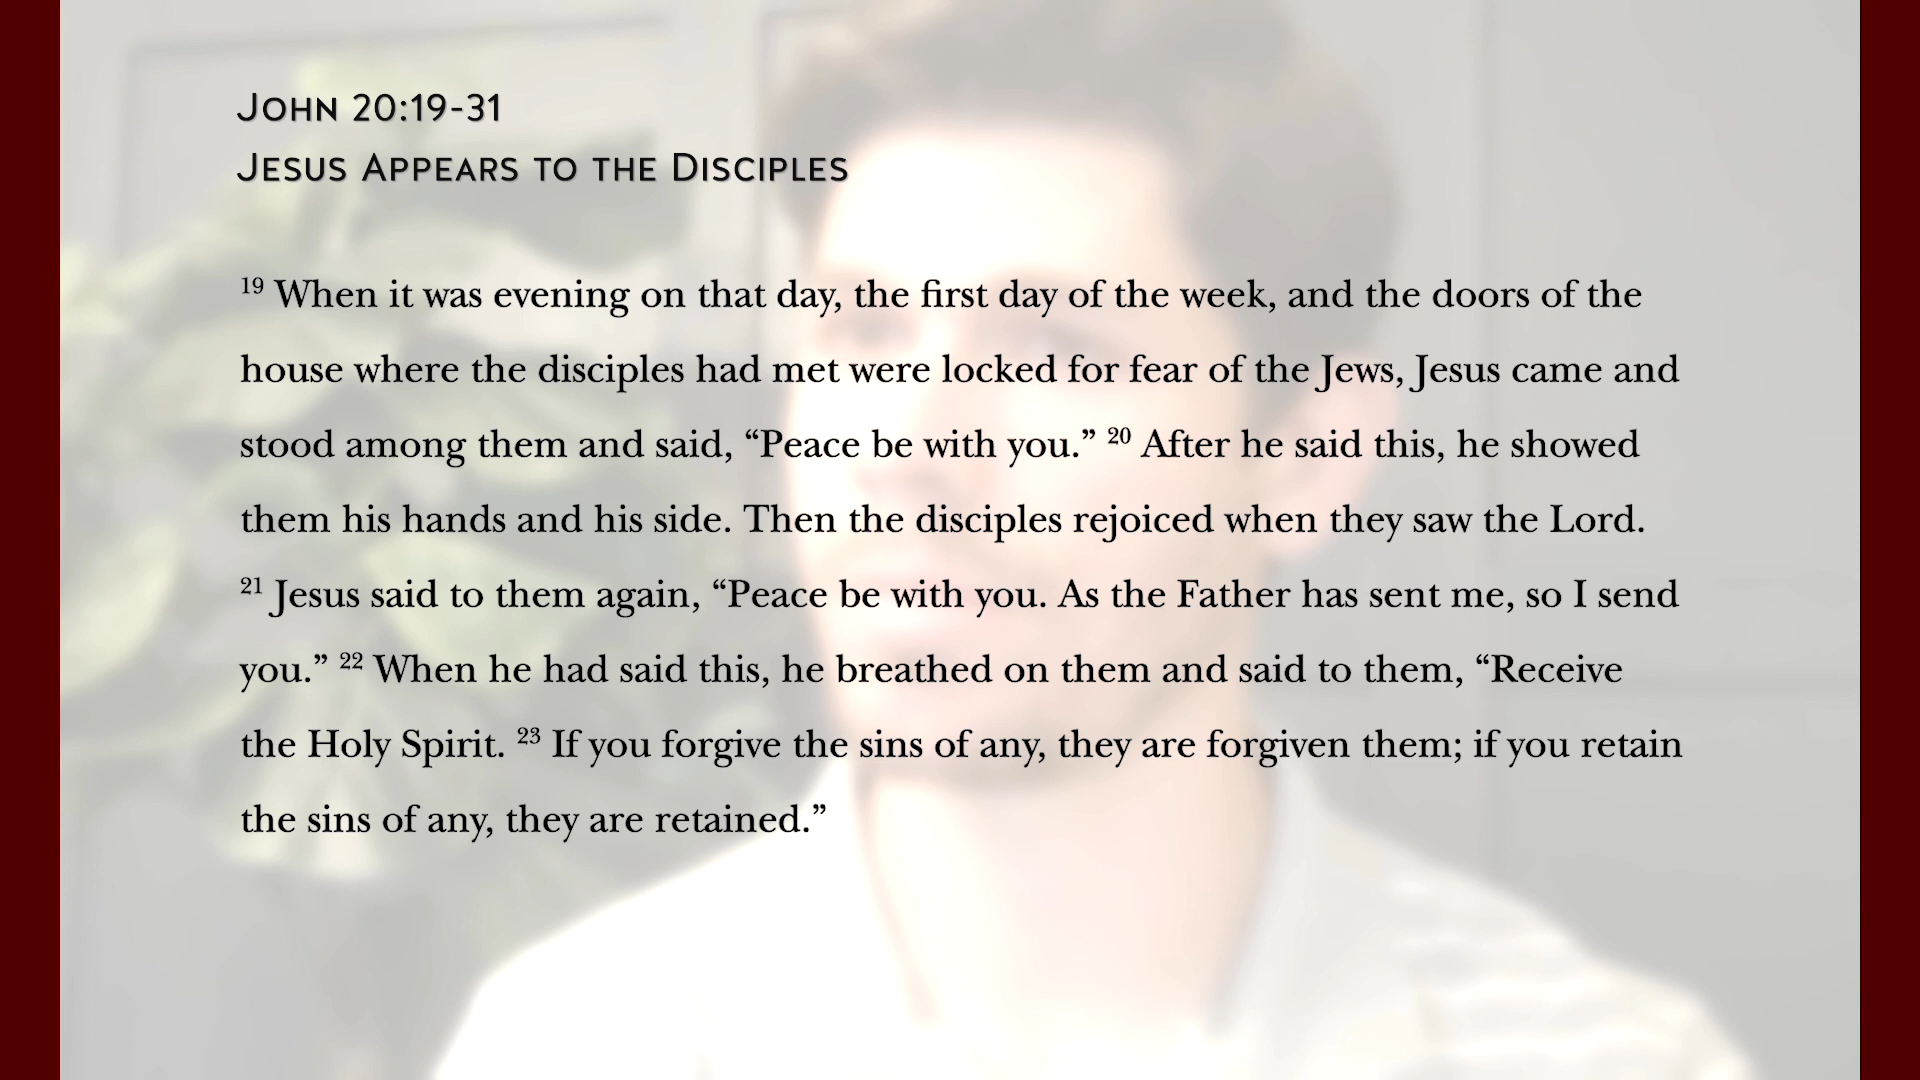 John 20:19-31
Jesus Appears to the Disciples
19 When it was evening on that day, the first day of the week, and the doors of the
house where the disciples had met were locked for fear of the Jews, Jesus came and
stood among them and said, “Peace be with you.” 20 After he said this, he showed
them his hands and his side. Then the disciples rejoiced when they saw the Lord.
21 Jesus said to them again, “Peace be with you. As the Father has sent me, so I send
you.” 22 When he had said this, he breathed on them and said to them, “Receive
the Holy Spirit. 23 If you forgive the sins of any, they are forgiven them; if you retain
the sins of any, they are retained.”